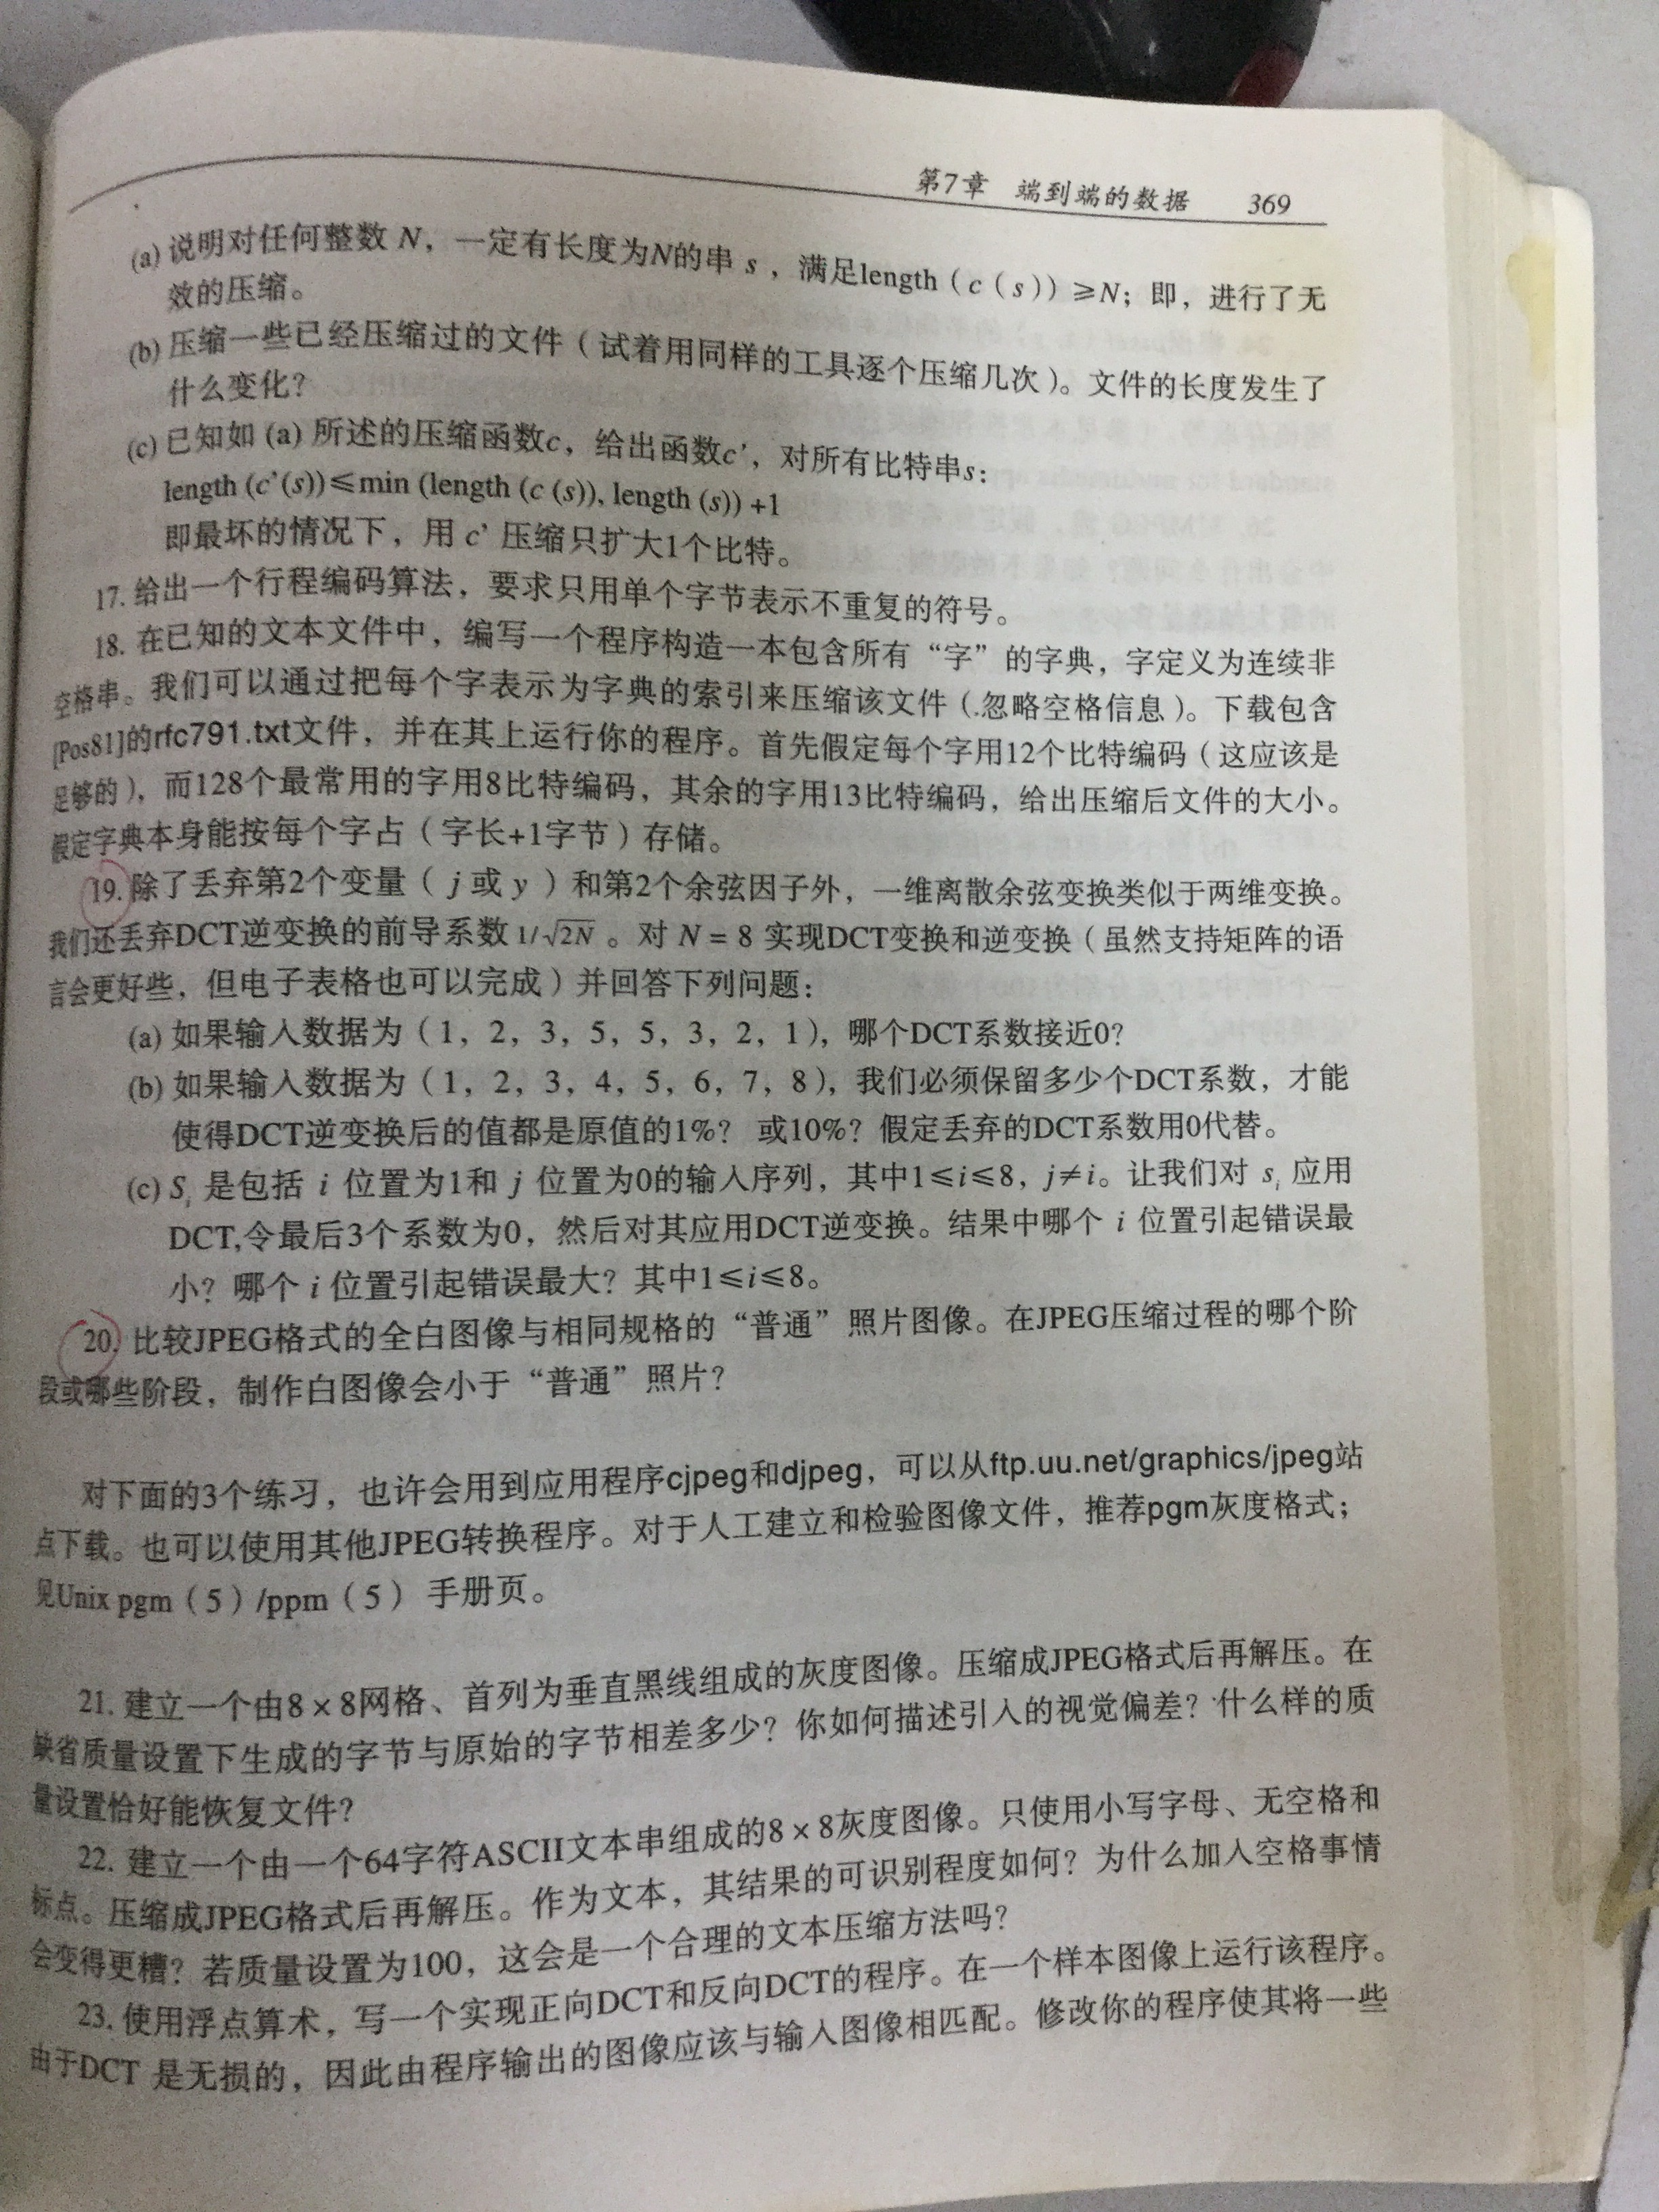 第7章 端到端的数据 369
(a) 说明对任何整数 N，一定有长度为N的串 s，满足length（c（s））≥N；即，进行了无
效的压缩。
(b) 压缩一些已经压缩过的文件（试着用同样的工具逐个压缩几次）。文件的长度发生了
什么变化？
(c) 已知如 (a) 所述的压缩函数c，给出函数c'，对所有比特串s：
length (c'(s))≤min (length (c (s)), length (s)) +1
即最坏的情况下，用 c' 压缩只扩大1个比特。
17. 给出一个行程编码算法，要求只用单个字节表示不重复的符号。
18. 在已知的文本文件中，编写一个程序构造一本包含所有“字”的字典，字定义为连续非
空格串。我们可以通过把每个字表示为字典的索引来压缩该文件（忽略空格信息）。下载包含
[Pos81]的rfc791.txt文件，并在其上运行你的程序。首先假定每个字用12个比特编码（这应该是
足够的），而128个最常用的字用8比特编码，其余的字用13比特编码，给出压缩后文件的大小。
假定字典本身能按每个字占（字长+1字节）存储。
19. 除了丢弃第2个变量（j 或 y）和第2个余弦因子外，一维离散余弦变换类似于两维变换。
我们还丢弃DCT逆变换的前导系数 1/√2N 。对 N = 8 实现DCT变换和逆变换（虽然支持矩阵的语
言会更好些，但电子表格也可以完成）并回答下列问题：
(a) 如果输入数据为（1，2，3，5，5，3，2，1），哪个DCT系数接近0？
(b) 如果输入数据为（1，2，3，4，5，6，7，8），我们必须保留多少个DCT系数，才能
使得DCT逆变换后的值都是原值的1%？ 或10%？假定丢弃的DCT系数用0代替。
(c) Sᵢ 是包括 i 位置为1和 j 位置为0的输入序列，其中1≤i≤8，j≠i。让我们对 sᵢ 应用
DCT,令最后3个系数为0，然后对其应用DCT逆变换。结果中哪个 i 位置引起错误最
小？哪个 i 位置引起错误最大？其中1≤i≤8。
20. 比较JPEG格式的全白图像与相同规格的“普通”照片图像。在JPEG压缩过程的哪个阶
段或哪些阶段，制作白图像会小于“普通”照片？
对下面的3个练习，也许会用到应用程序cjpeg和djpeg，可以从ftp.uu.net/graphics/jpeg站
点下载。也可以使用其他JPEG转换程序。对于人工建立和检验图像文件，推荐pgm灰度格式；
见Unix pgm（5）/ppm（5） 手册页。
21. 建立一个由8×8网格、首列为垂直黑线组成的灰度图像。压缩成JPEG格式后再解压。在
缺省质量设置下生成的字节与原始的字节相差多少？你如何描述引入的视觉偏差？什么样的质
量设置恰好能恢复文件？
22. 建立一个由一个64字符ASCII文本串组成的8×8灰度图像。只使用小写字母、无空格和
标点。压缩成JPEG格式后再解压。作为文本，其结果的可识别程度如何？为什么加入空格事情
会变得更糟？若质量设置为100，这会是一个合理的文本压缩方法吗？
23. 使用浮点算术，写一个实现正向DCT和反向DCT的程序。在一个样本图像上运行该程序。
由于DCT 是无损的，因此由程序输出的图像应该与输入图像相匹配。修改你的程序使其将一些